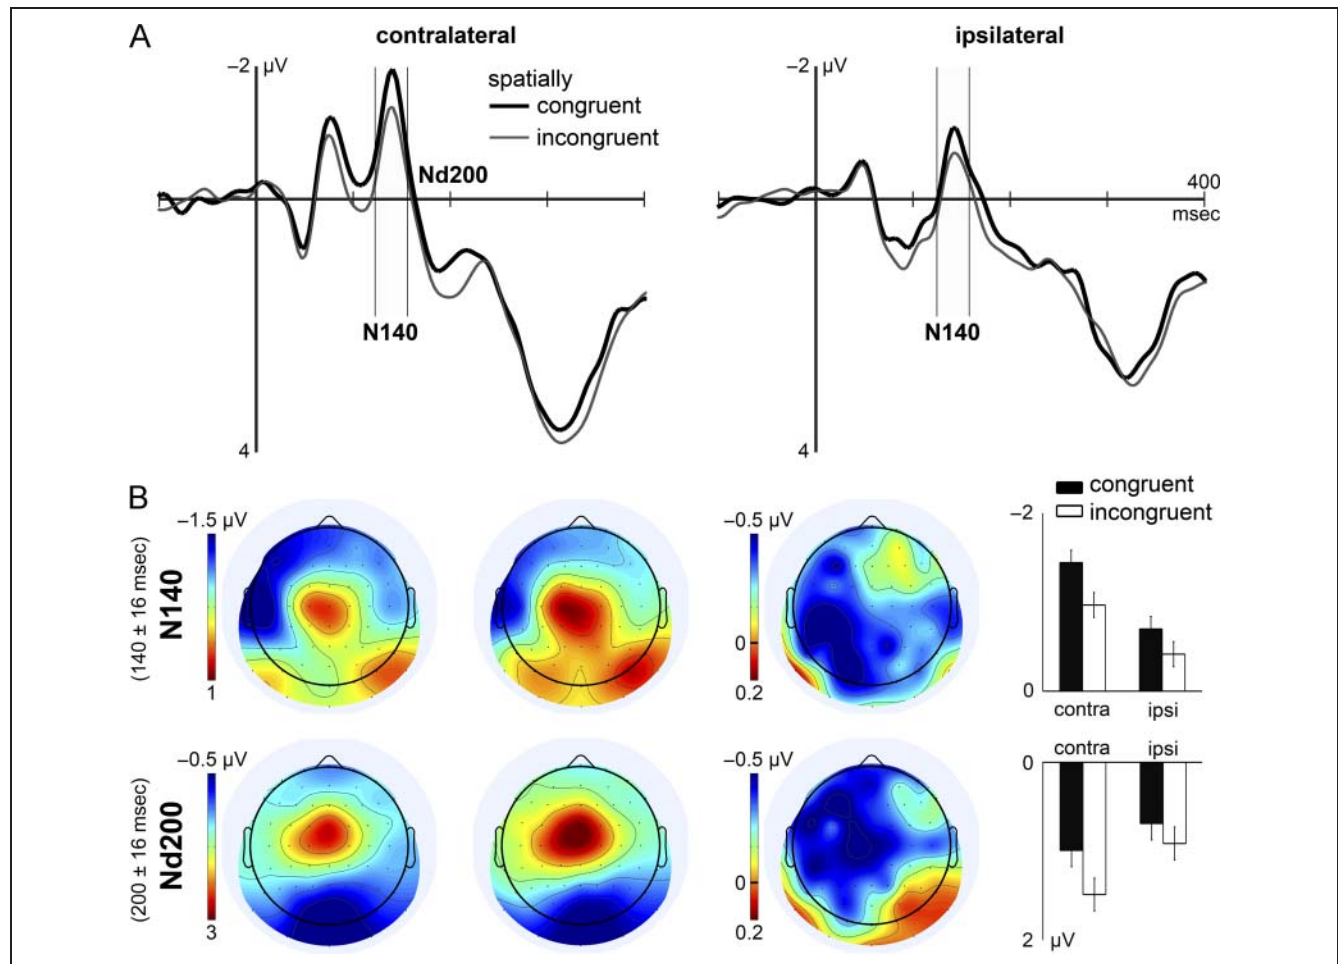 A
contralateral
ipsilateral
–2 µV
–2 µV
spatially
congruent
incongruent
Nd200
400
msec
N140
N140
4
B
congruent
incongruent
–1.5 µV
–0.5 µV
–2
N140
(140 ± 16 msec)
0
1
0.2
0
contra
ipsi
–0.5 µV
–0.5 µV
contra
ipsi
0
Nd200
(200 ± 16 msec)
0
3
0.2
2 µV